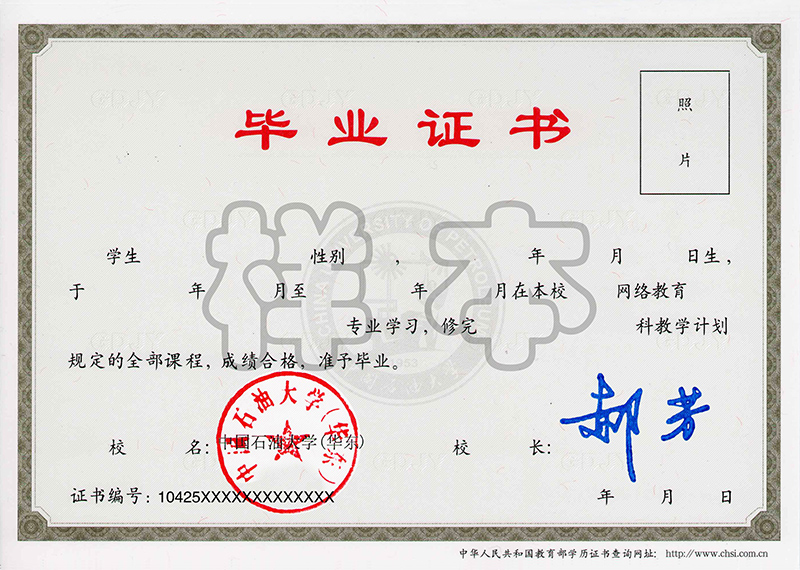 毕业证书
照
片
样本
学生 性别 , 年 月 日生,
于 年 月至 年 月在本校 网络教育
专业学习, 修完 科教学计划
规定的全部课程, 成绩合格, 准予毕业。
中国石油大学(华东)
校 名: 中国石油大学(华东) 校 长: 郝芳
证书编号: 10425XXXXXXXXXXXXX 年 月 日
中华人民共和国教育部学历证书查询网址: http://www.chsi.com.cn